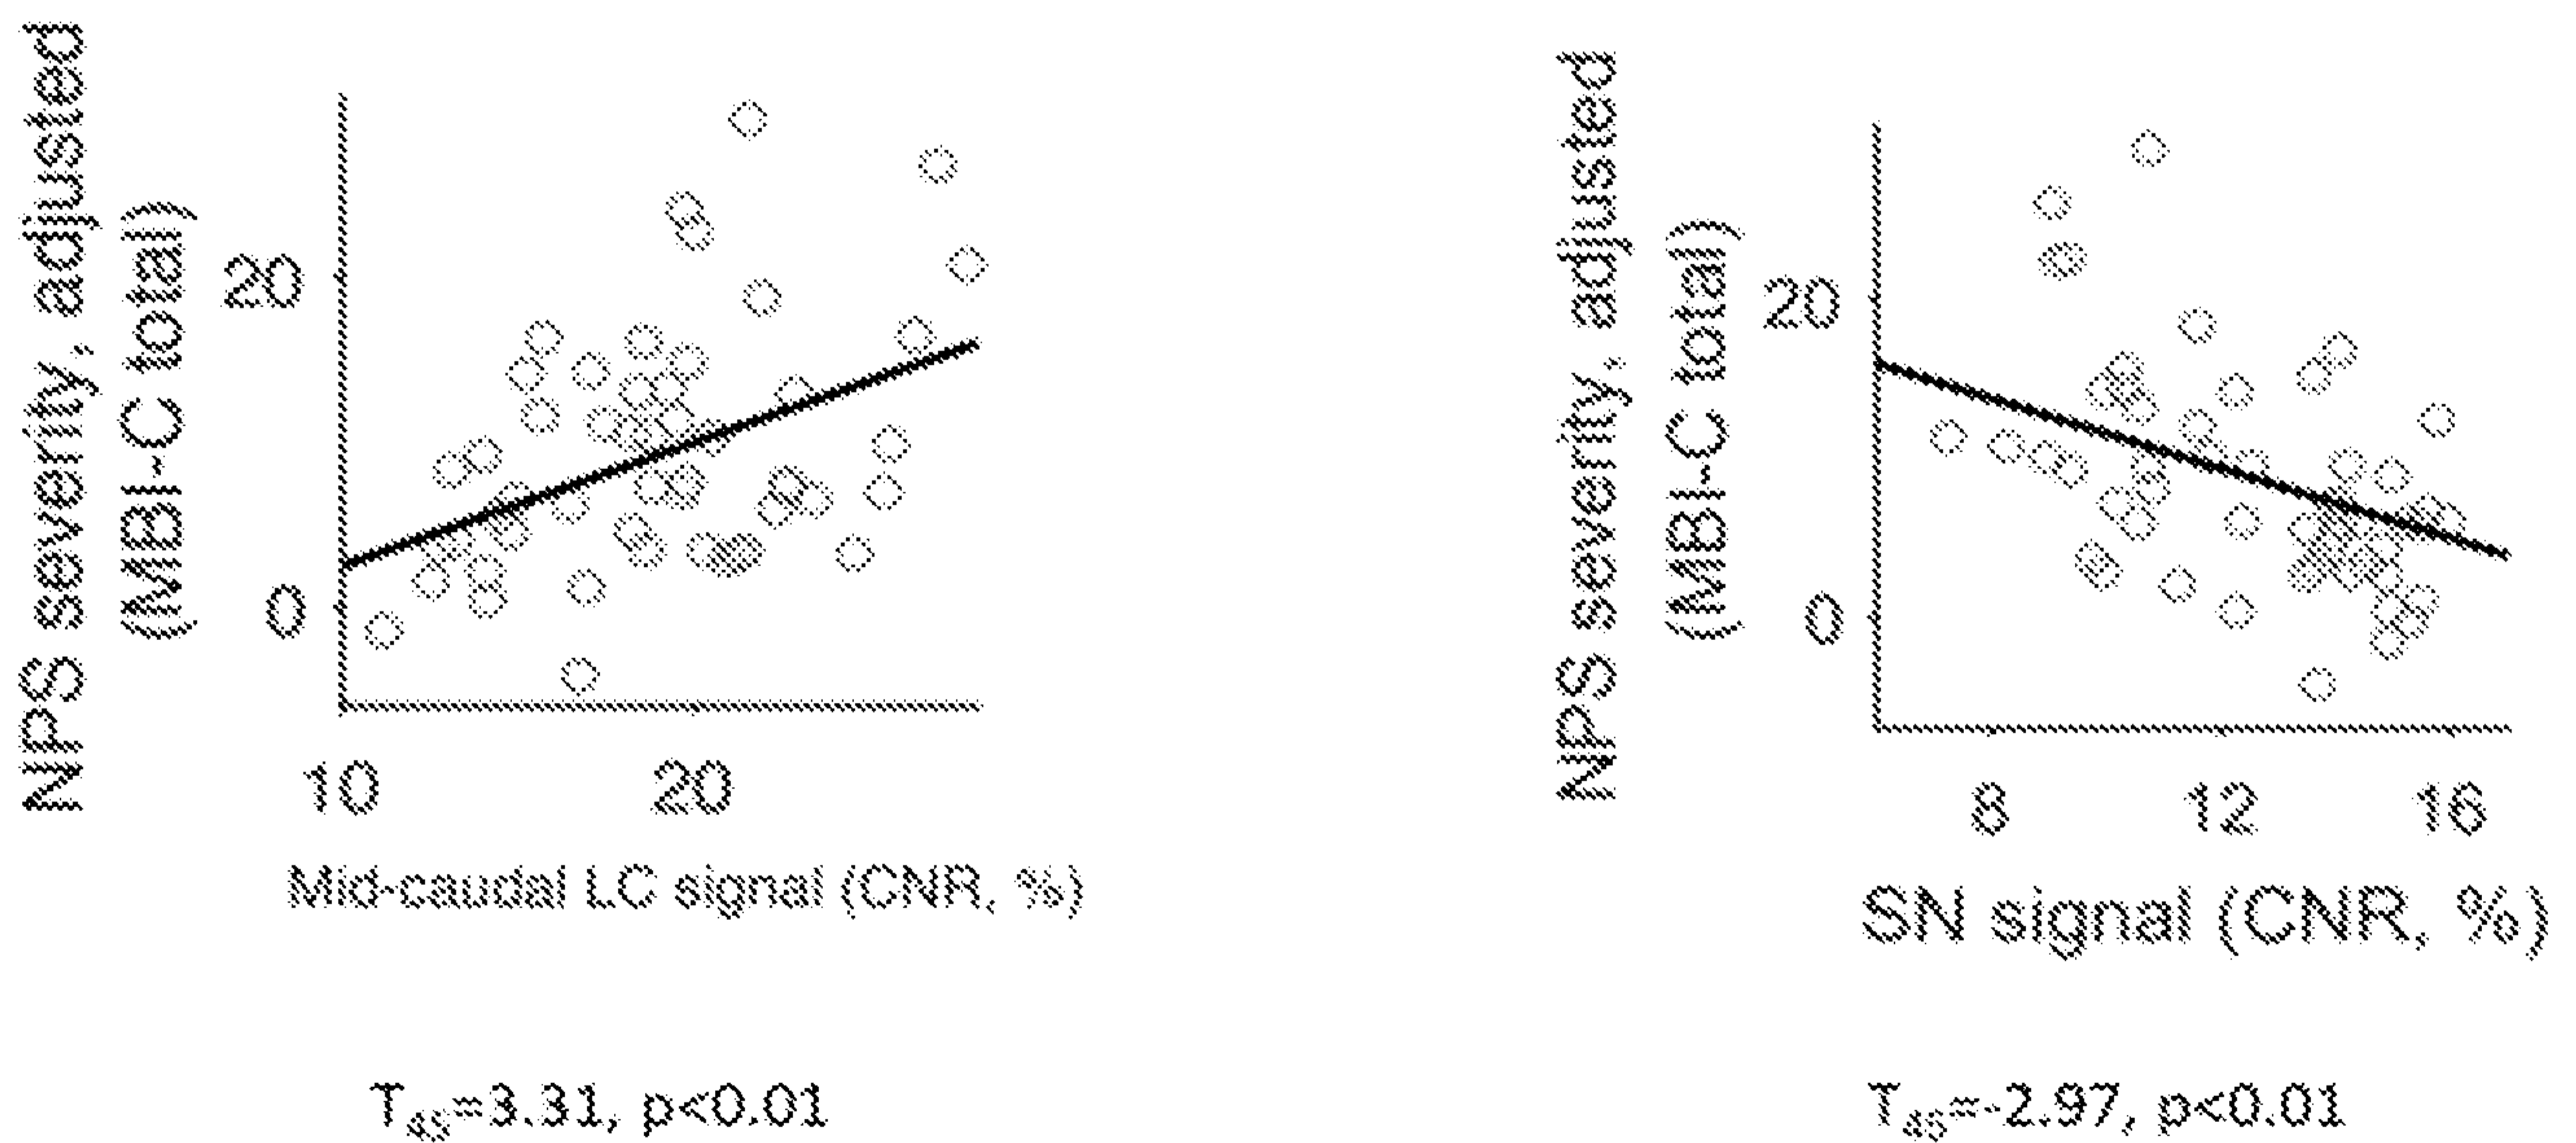 NPS severity, adjusted
(MBI-C total)
20
0
10 20
Mid-caudal LC signal (CNR, %)
T45=3.31, p<0.01
NPS severity, adjusted
(MBI-C total)
20
0
8 12 16
SN signal (CNR, %)
T45=-2.97, p<0.01